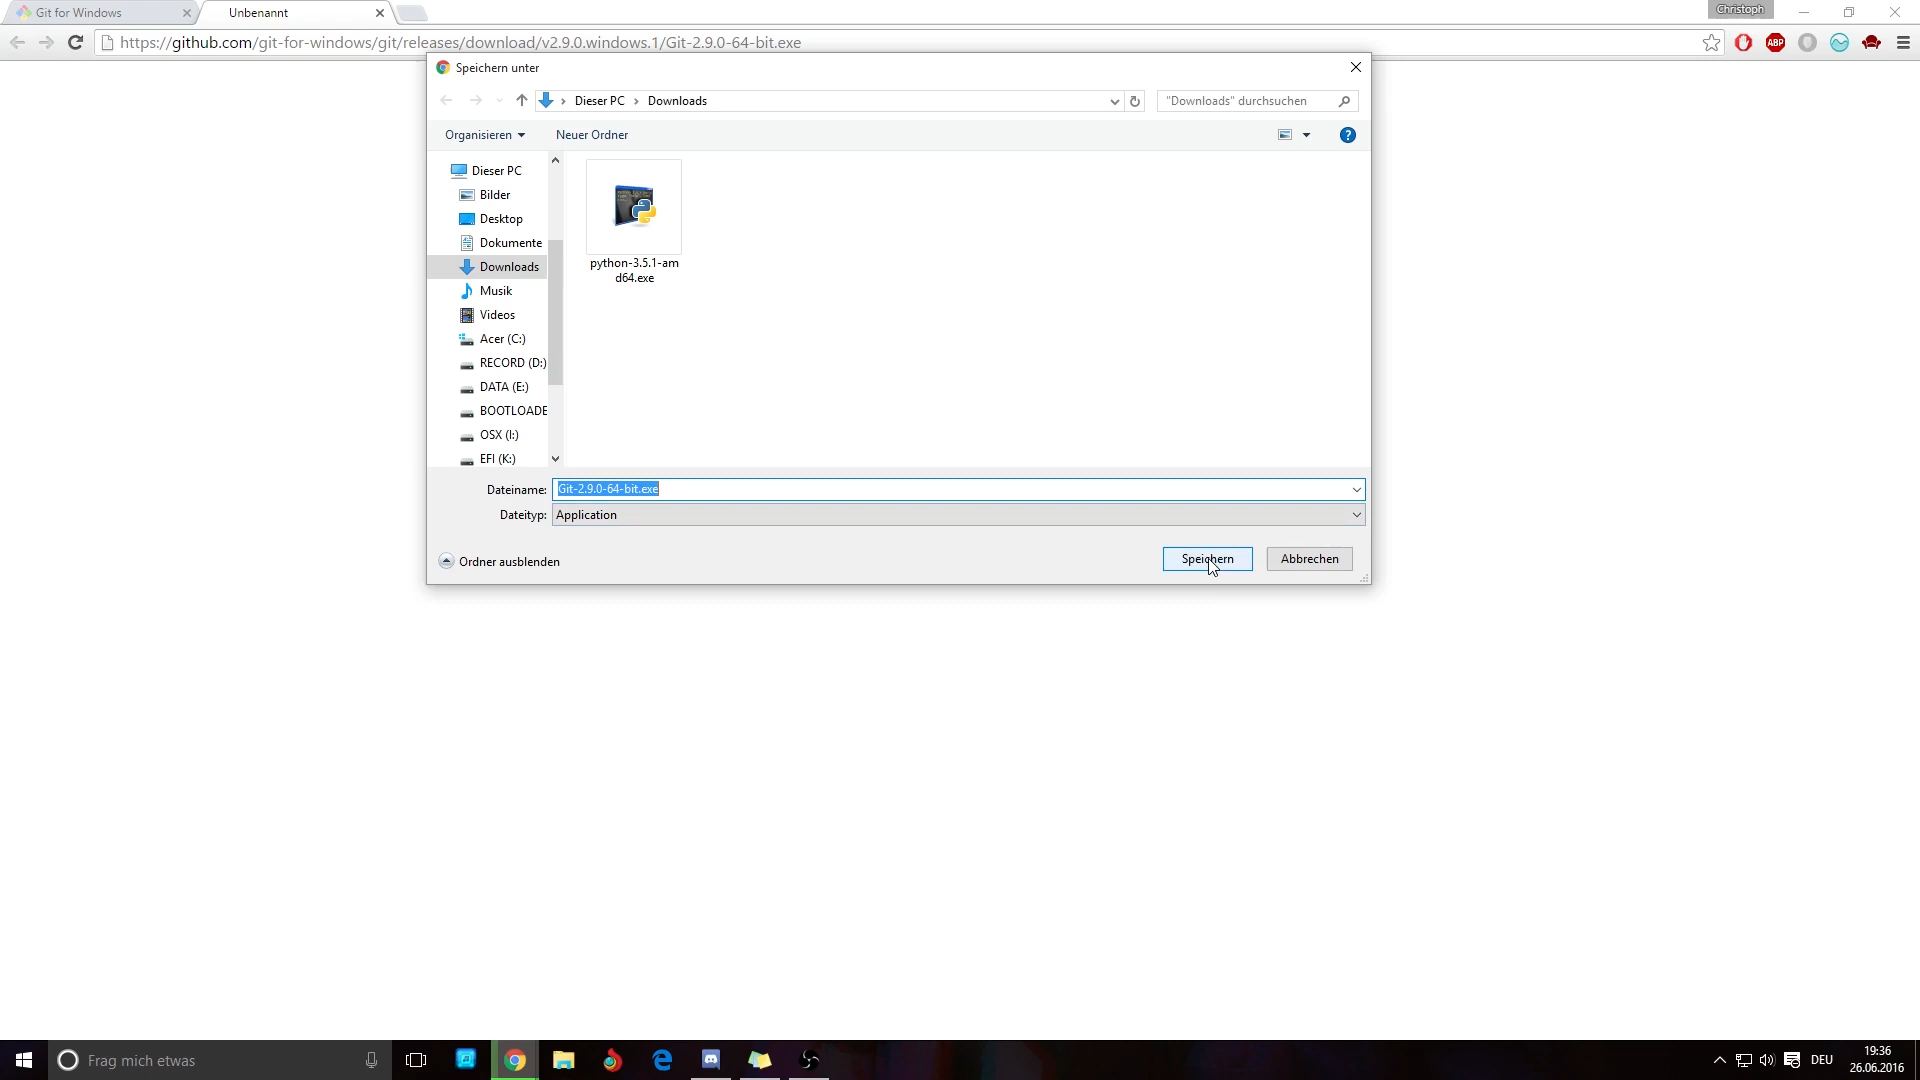 Git for Windows
Unbenannt
Christoph
https://github.com/git-for-windows/git/releases/download/v2.9.0.windows.1/Git-2.9.0-64-bit.exe
ABP
Speichern unter
Dieser PC
Downloads
"Downloads" durchsuchen
Organisieren
Neuer Ordner
?
Dieser PC
Bilder
Desktop
Dokumente
Downloads
Musik
Videos
Acer (C:)
RECORD (D:)
DATA (E:)
BOOTLOADE
OSX (I:)
EFI (K:)
python-3.5.1-am
d64.exe
Dateiname:
Git-2.9.0-64-bit.exe
Dateityp:
Application
Ordner ausblenden
Speichern
Abbrechen
Frag mich etwas
DEU
19:36
26.06.2016